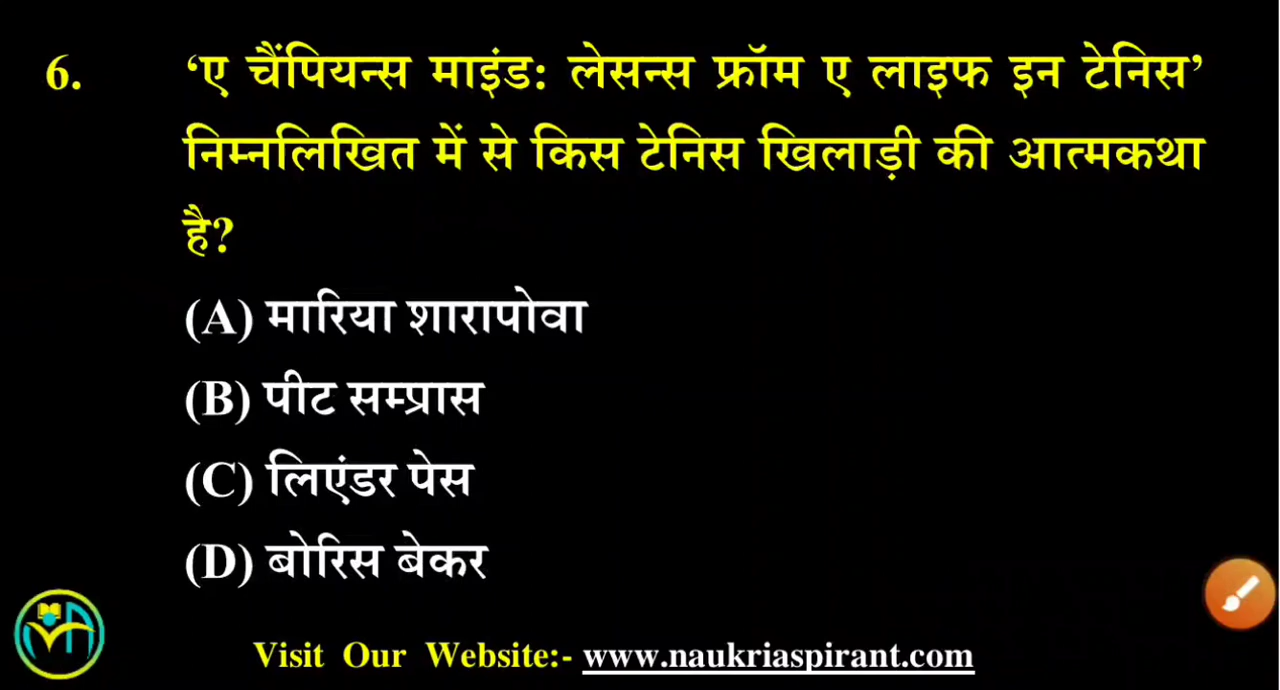 6. ‘ए चैंपियन्स माइंड: लेसन्स फ्रॉम ए लाइफ इन टेनिस’
निम्नलिखित में से किस टेनिस खिलाड़ी की आत्मकथा
है?
(A) मारिया शारापोवा
(B) पीट सम्प्रास
(C) लिएंडर पेस
(D) बोरिस बेकर
Visit Our Website:- www.naukriaspirant.com